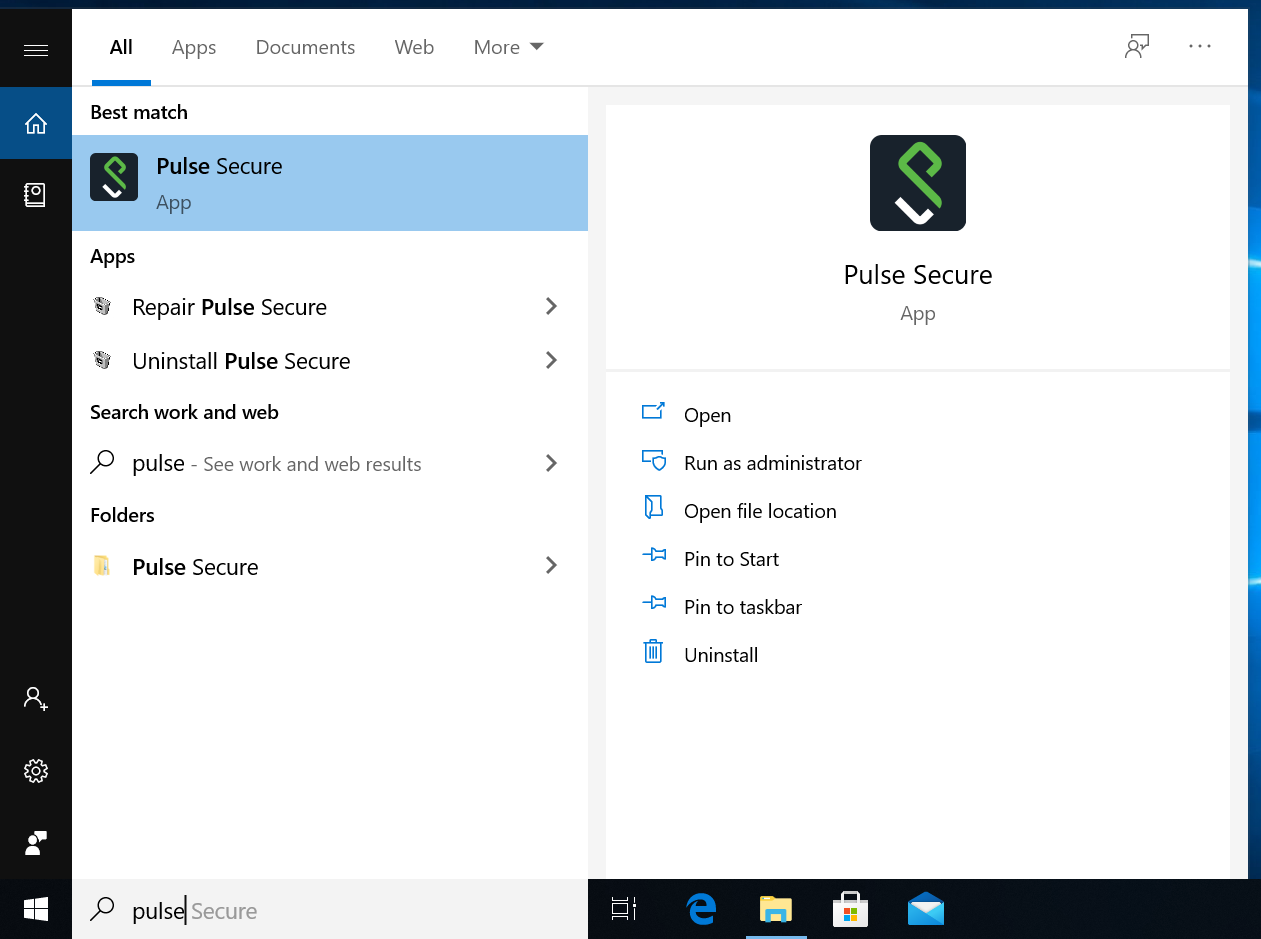 All
Apps
Documents
Web
More
Best match
Pulse Secure
App
Apps
Repair Pulse Secure
Uninstall Pulse Secure
Search work and web
pulse - See work and web results
Folders
Pulse Secure
Pulse Secure
App
Open
Run as administrator
Open file location
Pin to Start
Pin to taskbar
Uninstall
pulse Secure